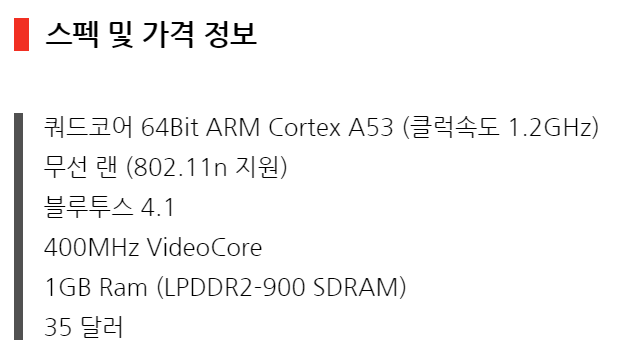 스펙 및 가격 정보
쿼드코어 64Bit ARM Cortex A53 (클럭속도 1.2GHz)
무선 랜 (802.11n 지원)
블루투스 4.1
400MHz VideoCore
1GB Ram (LPDDR2-900 SDRAM)
35 달러